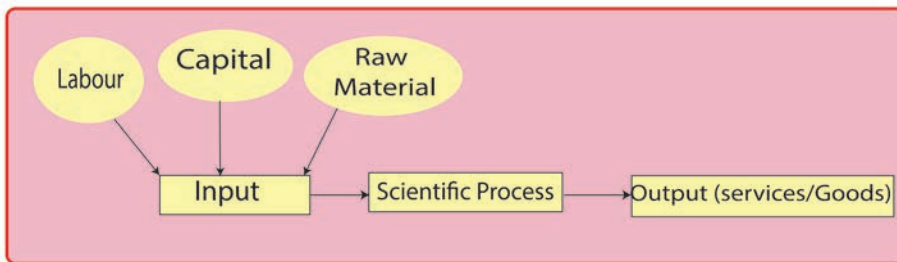 Labour
Capital
Raw
Material
Input
Scientific Process
Output (services/Goods)